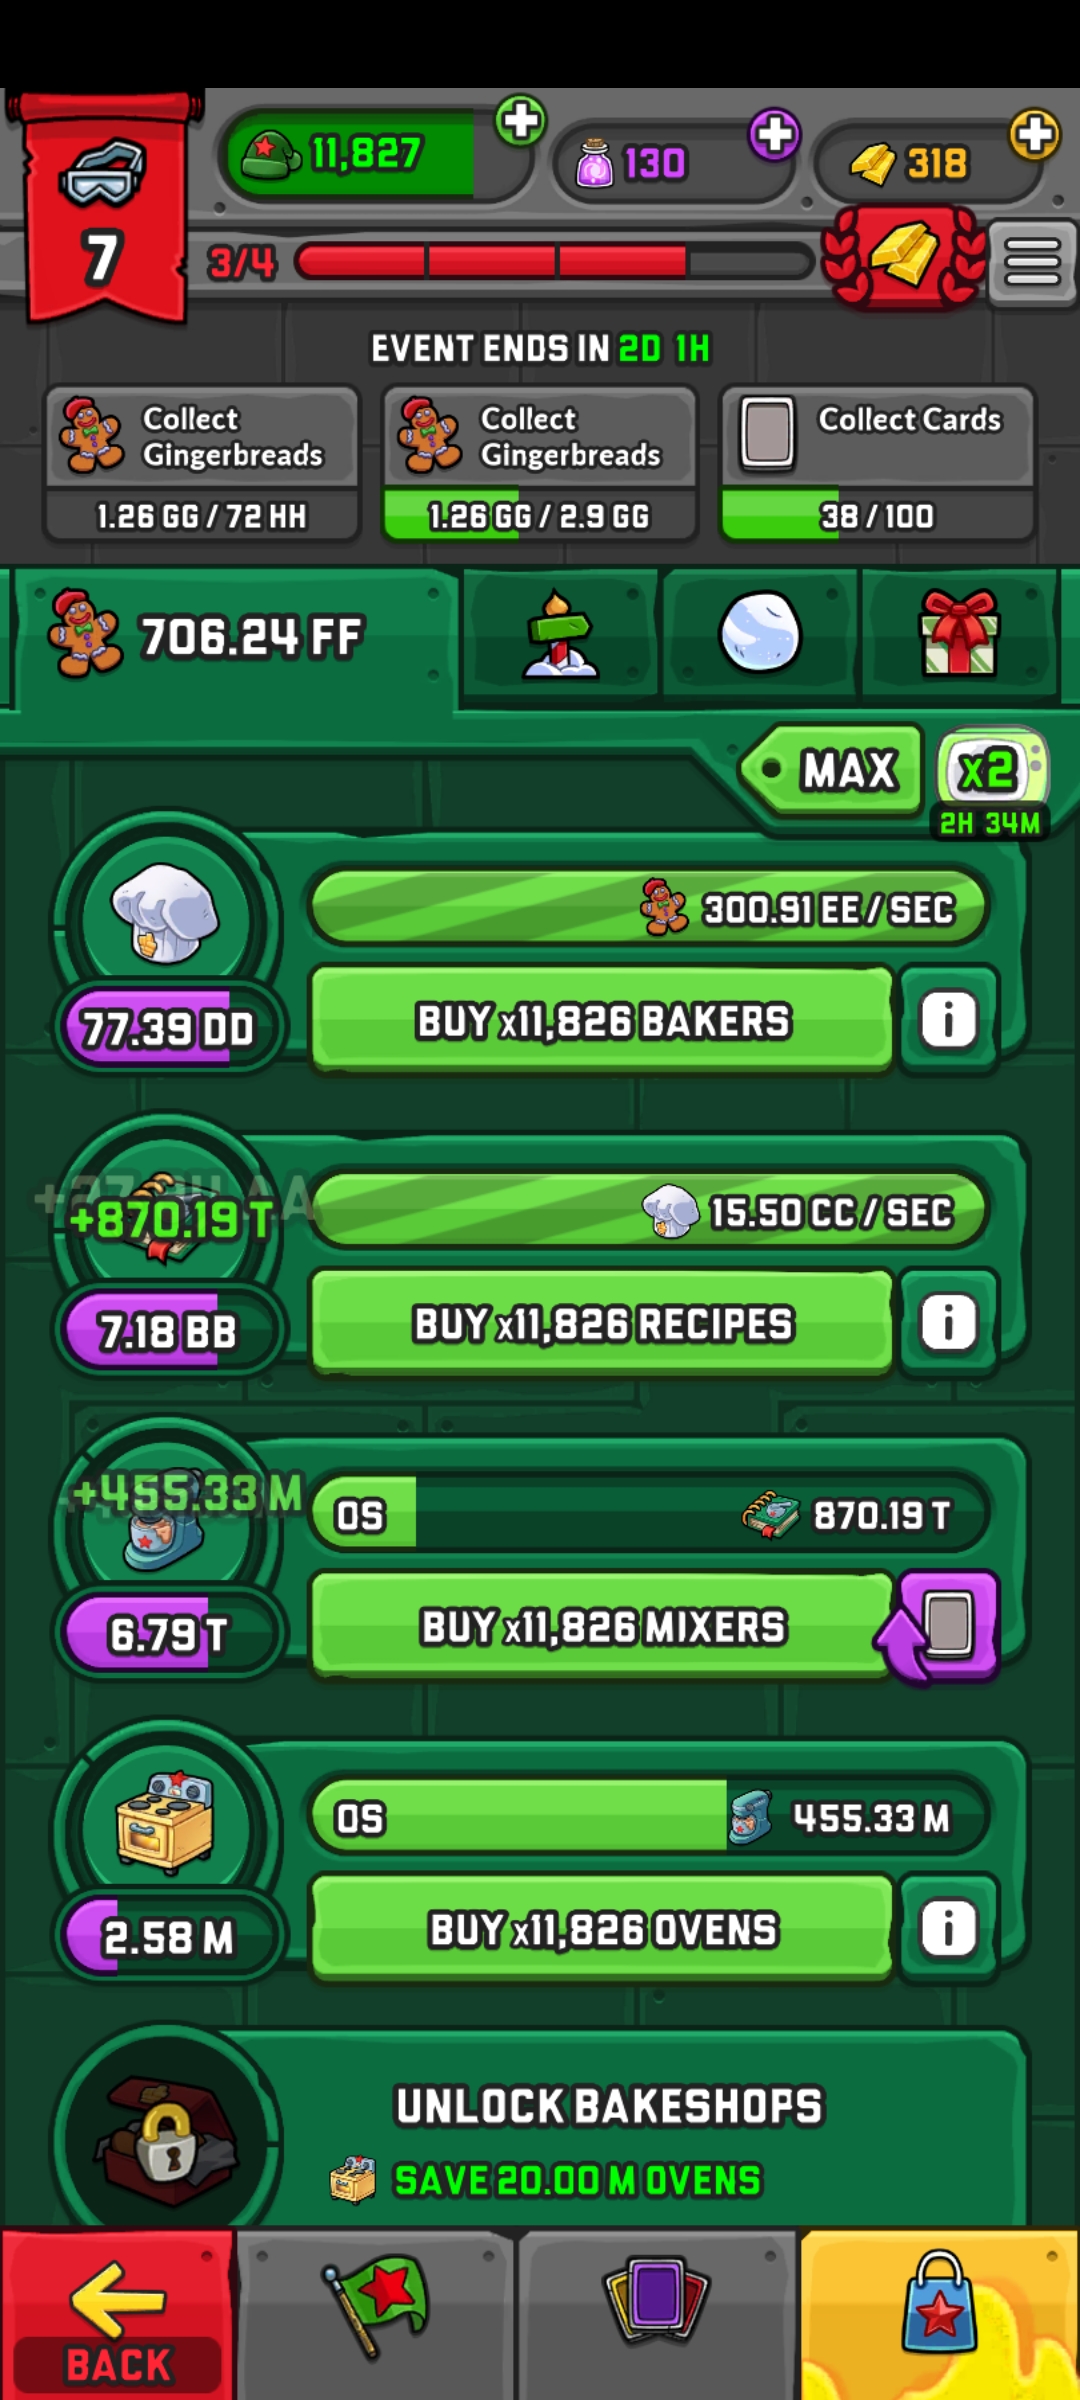 11,827
130
318
7
3/4
EVENT ENDS IN 2D 1H
Collect
Gingerbreads
1.26 GG / 72 HH
Collect
Gingerbreads
1.26 GG / 2.9 GG
Collect Cards
38 / 100
706.24 FF
MAX
x2
2H 34M
300.91 EE / SEC
77.39 DD
BUY x11,826 BAKERS
i
+870.19 T
15.50 CC / SEC
7.18 BB
BUY x11,826 RECIPES
i
+455.33 M
0S
870.19 T
6.79 T
BUY x11,826 MIXERS
0S
455.33 M
2.58 M
BUY x11,826 OVENS
i
UNLOCK BAKESHOPS
SAVE 20.00 M OVENS
BACK